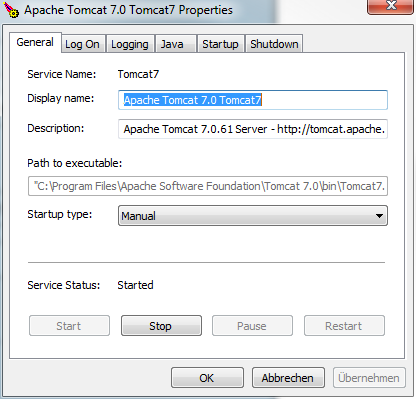 Apache Tomcat 7.0 Tomcat7 Properties
General Log On Logging Java Startup Shutdown
Service Name: Tomcat7
Display name: Apache Tomcat 7.0 Tomcat7
Description: Apache Tomcat 7.0.61 Server - http://tomcat.apache.
Path to executable:
"C:\Program Files\Apache Software Foundation\Tomcat 7.0\bin\Tomcat7.
Startup type: Manual
Service Status: Started
Start Stop Pause Restart
OK Abbrechen Übernehmen